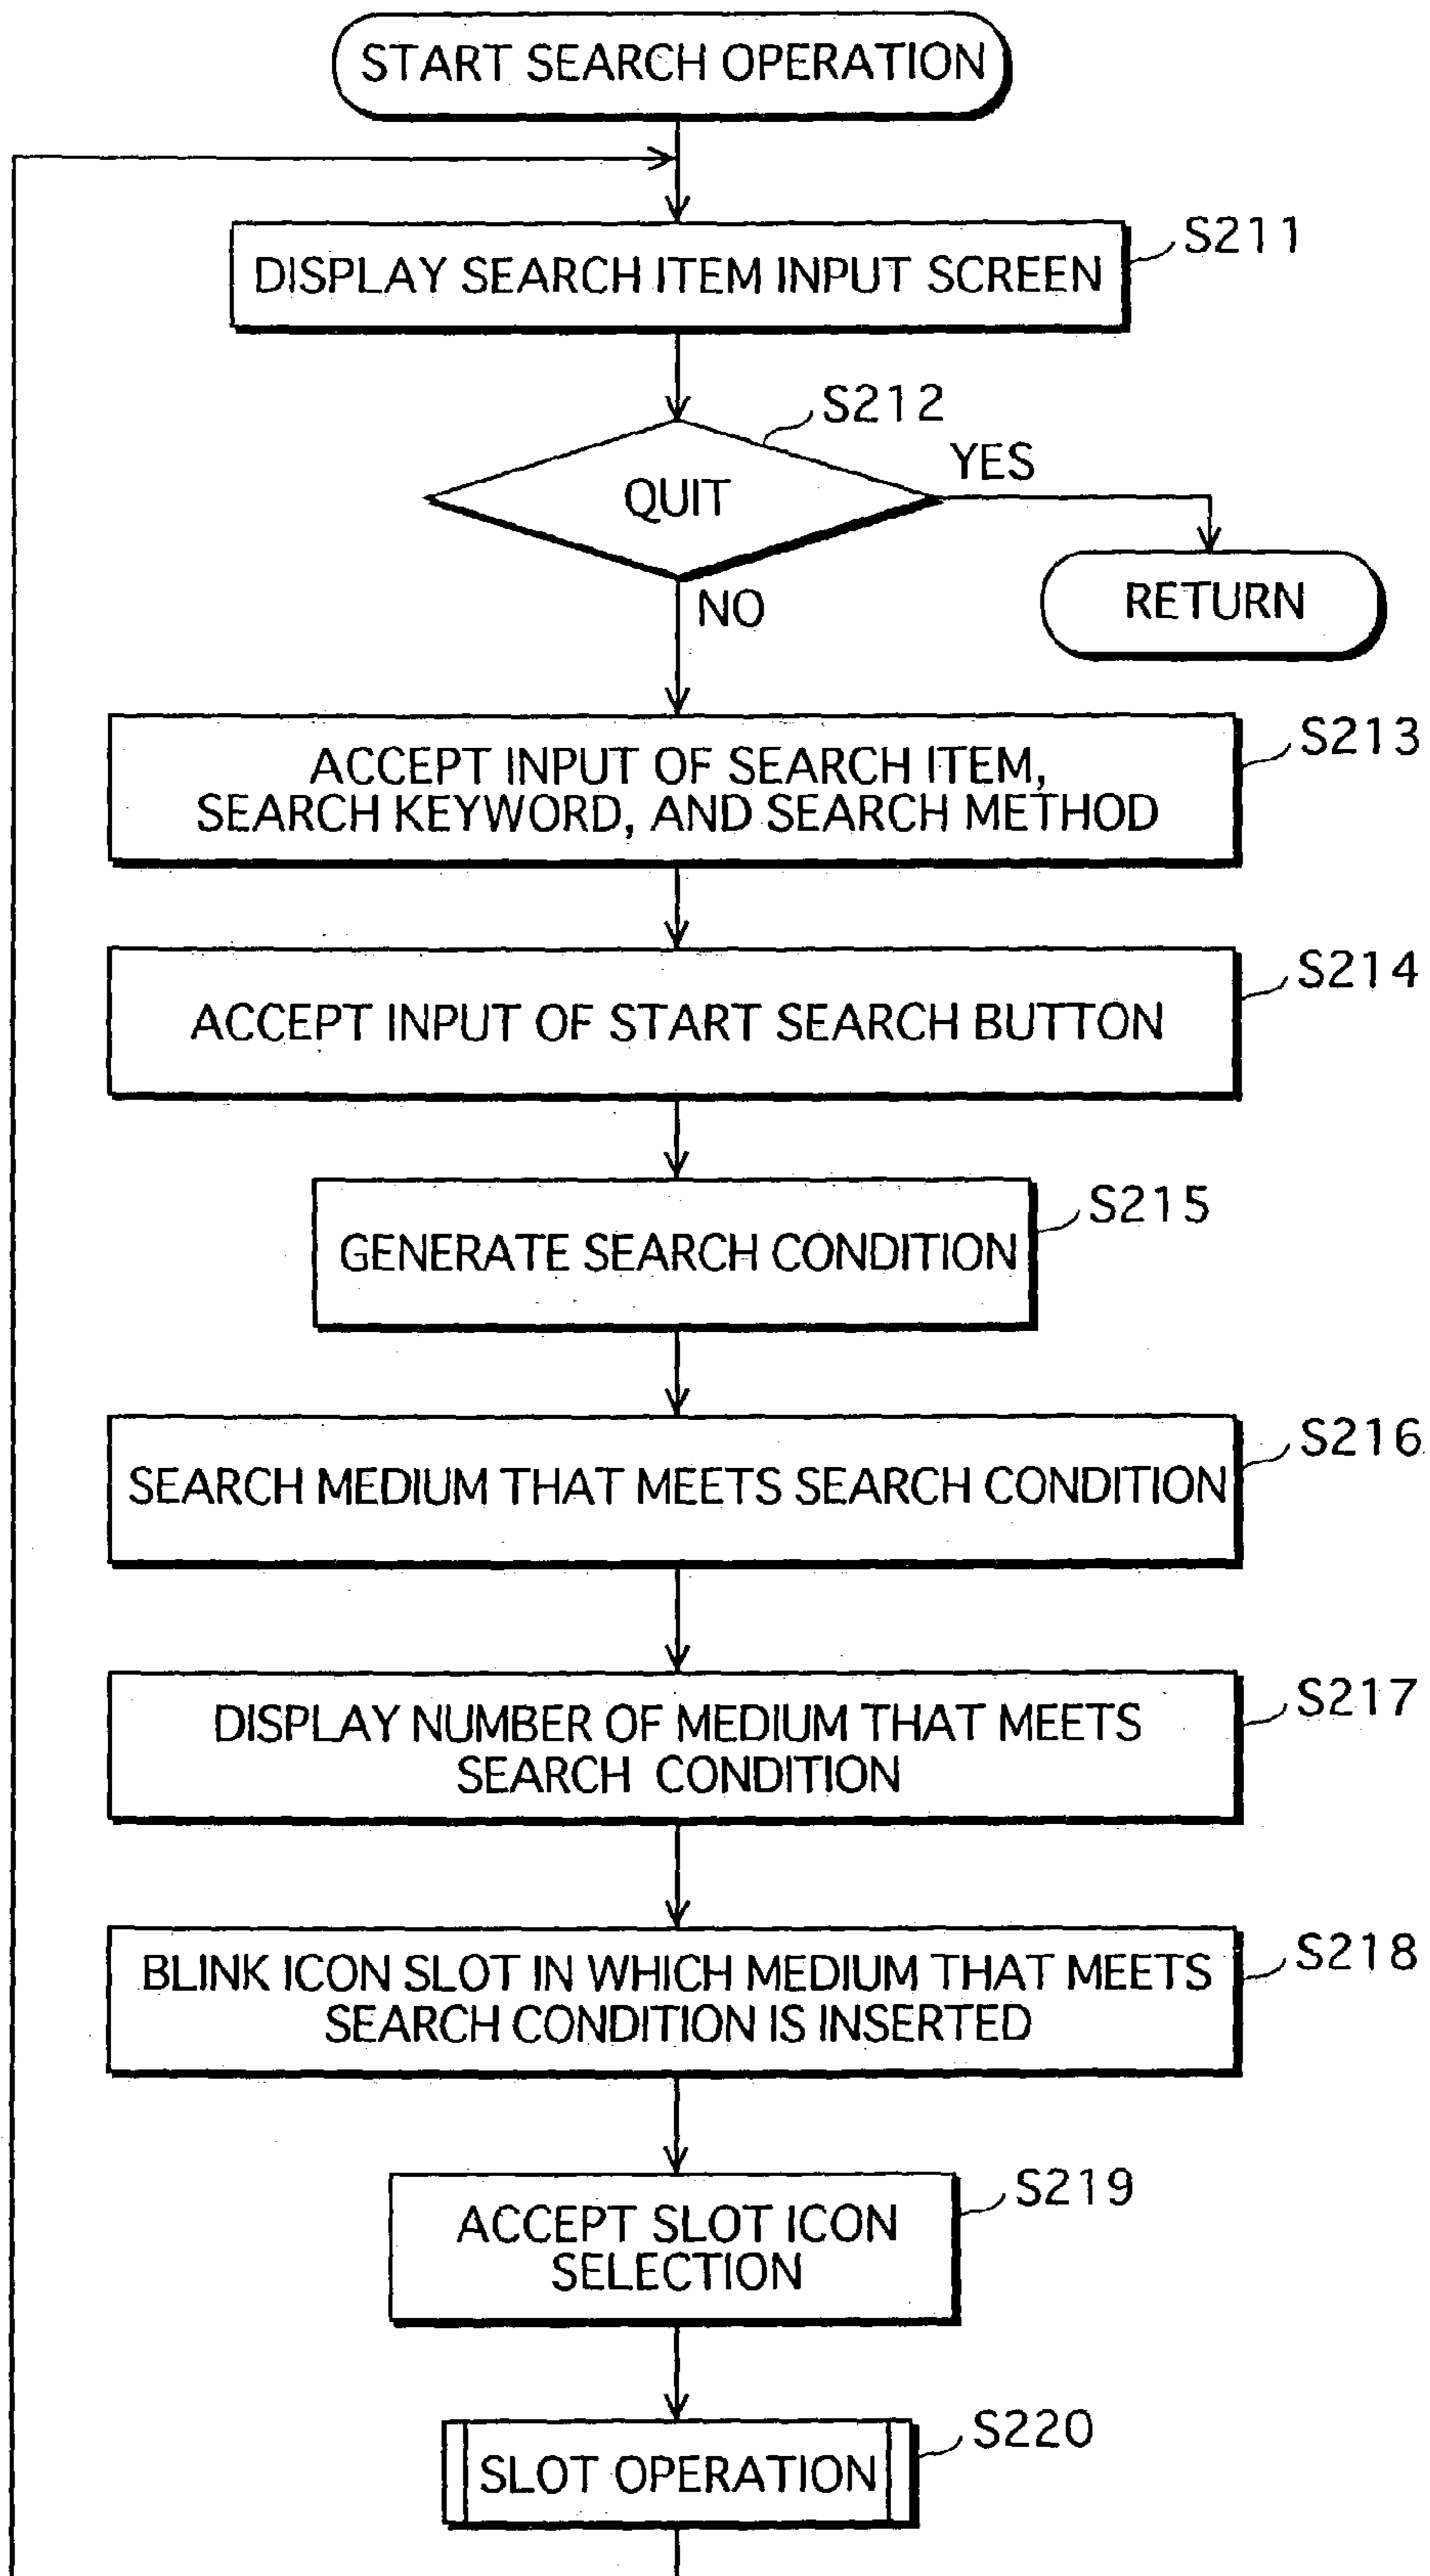 START SEARCH OPERATION
S211
DISPLAY SEARCH ITEM INPUT SCREEN
S212
QUIT
YES
RETURN
NO
S213
ACCEPT INPUT OF SEARCH ITEM,
SEARCH KEYWORD, AND SEARCH METHOD
S214
ACCEPT INPUT OF START SEARCH BUTTON
S215
GENERATE SEARCH CONDITION
S216
SEARCH MEDIUM THAT MEETS SEARCH CONDITION
S217
DISPLAY NUMBER OF MEDIUM THAT MEETS
SEARCH CONDITION
S218
BLINK ICON SLOT IN WHICH MEDIUM THAT MEETS
SEARCH CONDITION IS INSERTED
S219
ACCEPT SLOT ICON
SELECTION
S220
SLOT OPERATION